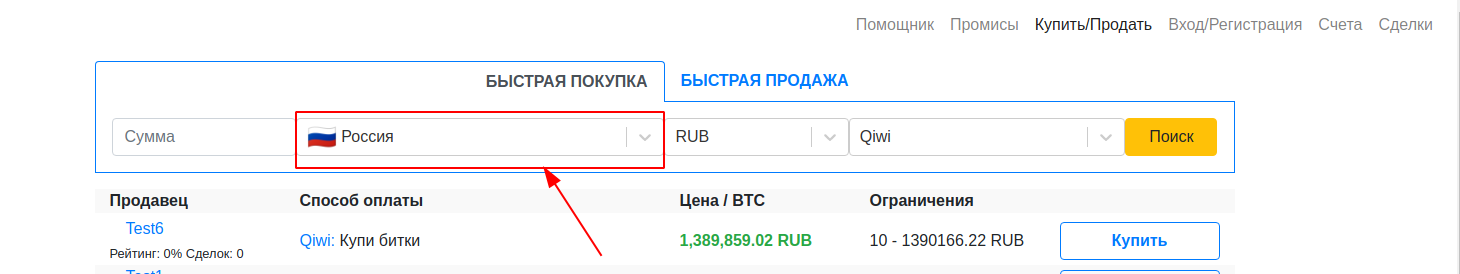 Помощник Промисы Купить/Продать Вход/Регистрация Счета Сделки
БЫСТРАЯ ПОКУПКА БЫСТРАЯ ПРОДАЖА
Сумма Россия RUB Qiwi Поиск
Продавец Способ оплаты Цена / BTC Ограничения
Test6
Qiwi: Купи битки 1,389,859.02 RUB 10 - 1390166.22 RUB Купить
Рейтинг: 0% Сделок: 0
Test1